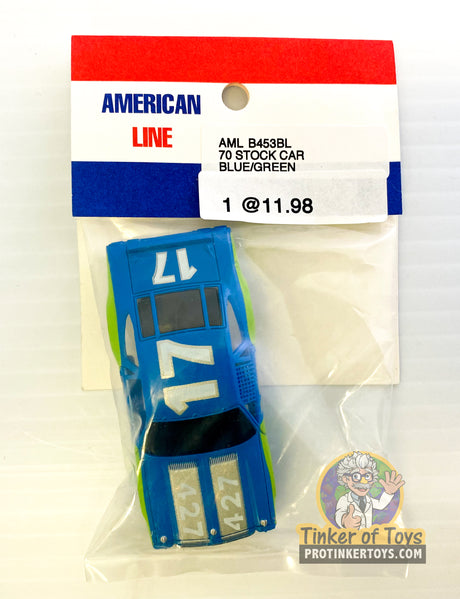 AMERICAN
LINE
AML B453BL
70 STOCK CAR
BLUE/GREEN
1 @11.98
17
17
427
427
Tinker of Toys
PROTINKERTOYS.COM